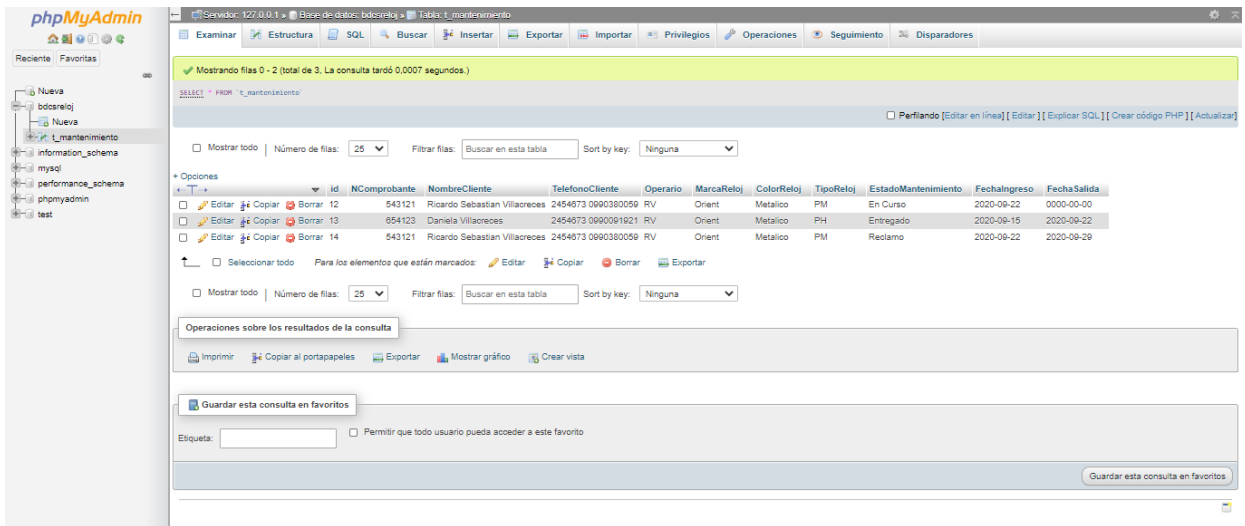 phpMyAdmin
Reciente Favoritas
Nueva
bdcsreloj
Nueva
t_mantenimiento
information_schema
mysql
performance_schema
phpmyadmin
test
Servidor: 127.0.0.1 » Base de datos: bdcsreloj » Tabla: t_mantenimento
Examinar Estructura SQL Buscar Insertar Exportar Importar Privilegios Operaciones Seguimiento Disparadores
Mostrando filas 0 - 2 (total de 3, La consulta tardó 0,0007 segundos.)
SELECT * FROM `t_mantenimiento`
Perfilando [Editar en línea] [ Editar ] [ Explicar SQL ] [ Crear código PHP ] [ Actualizar]
Mostrar todo | Número de filas: 25 Filtrar filas: Buscar en esta tabla Sort by key: Ninguna
+ Opciones
←T→ id NComprobante NombreCliente TelefonoCliente Operario MarcaReloj ColorReloj TipoReloj EstadoMantenimiento FechaIngreso FechaSalida
Editar Copiar Borrar 12 543121 Ricardo Sebastian Villacreces 2454673 0990380059 RV Orient Metalico PM En Curso 2020-09-22 0000-00-00
Editar Copiar Borrar 13 654123 Daniela Villacreces 2454673 0990091921 RV Orient Metalico PH Entregado 2020-09-15 2020-09-22
Editar Copiar Borrar 14 543121 Ricardo Sebastian Villacreces 2454673 0990380059 RV Orient Metalico PM Reclamo 2020-09-22 2020-09-29
Seleccionar todo Para los elementos que están marcados: Editar Copiar Borrar Exportar
Mostrar todo | Número de filas: 25 Filtrar filas: Buscar en esta tabla Sort by key: Ninguna
Operaciones sobre los resultados de la consulta
Imprimir Copiar al portapapeles Exportar Mostrar gráfico Crear vista
Guardar esta consulta en favoritos
Etiqueta: Permitir que todo usuario pueda acceder a este favorito
Guardar esta consulta en favoritos